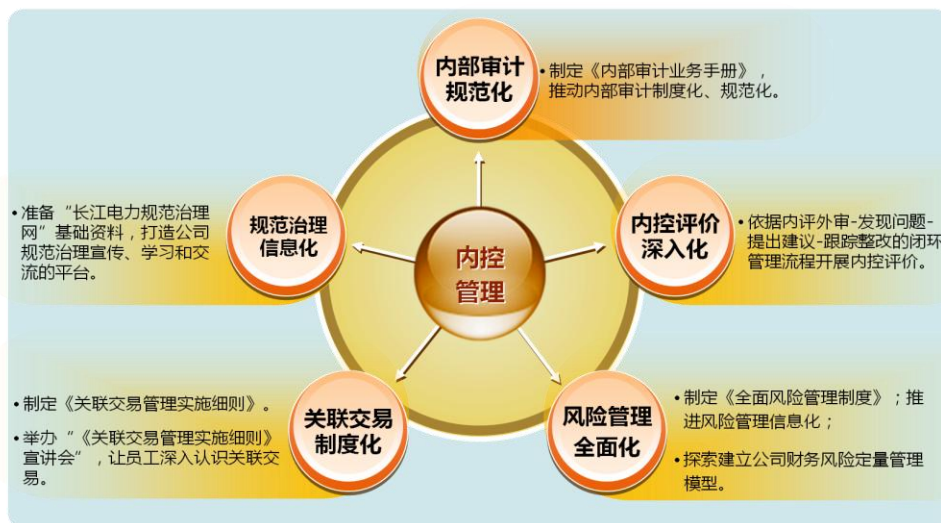 内部审计
规范化
• 制定《内部审计业务手册》，
推动内部审计制度化、规范化。
规范治理
信息化
• 准备“长江电力规范治理
网”基础资料，打造公司
规范治理宣传、学习和交
流的平台。
内控
管理
内控评价
深入化
• 依据内评外审-发现问题-
提出建议-跟踪整改的闭环
管理流程开展内控评价。
关联交易
制度化
• 制定《关联交易管理实施细则》。
• 举办“《关联交易管理实施细则》
宣讲会”，让员工深入认识关联交
易。
风险管理
全面化
• 制定《全面风险管理制度》；推
进风险管理信息化；
• 探索建立公司财务风险定量管理
模型。